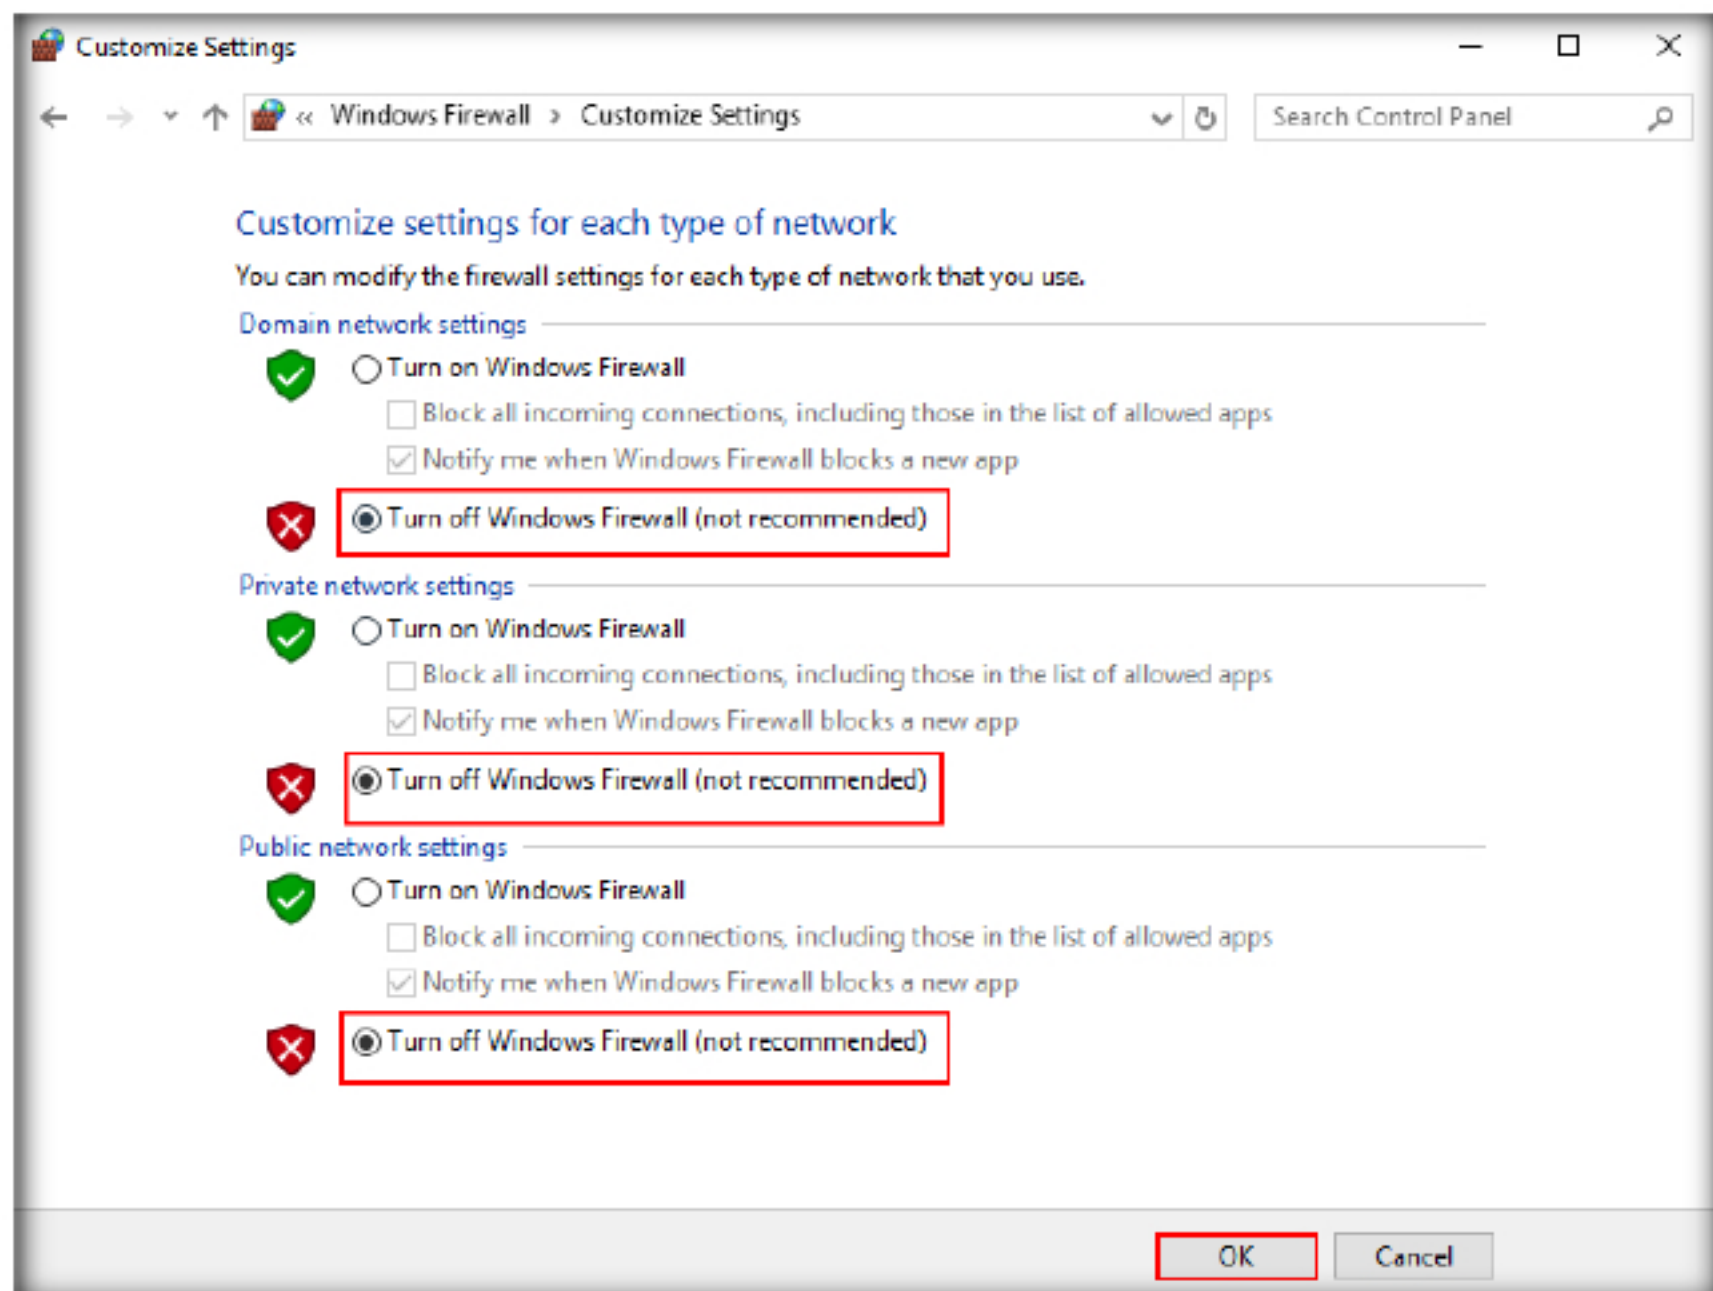 Customize Settings
« Windows Firewall > Customize Settings
Search Control Panel
Customize settings for each type of network
You can modify the firewall settings for each type of network that you use.
Domain network settings
Turn on Windows Firewall
Block all incoming connections, including those in the list of allowed apps
Notify me when Windows Firewall blocks a new app
Turn off Windows Firewall (not recommended)
Private network settings
Turn on Windows Firewall
Block all incoming connections, including those in the list of allowed apps
Notify me when Windows Firewall blocks a new app
Turn off Windows Firewall (not recommended)
Public network settings
Turn on Windows Firewall
Block all incoming connections, including those in the list of allowed apps
Notify me when Windows Firewall blocks a new app
Turn off Windows Firewall (not recommended)
OK Cancel